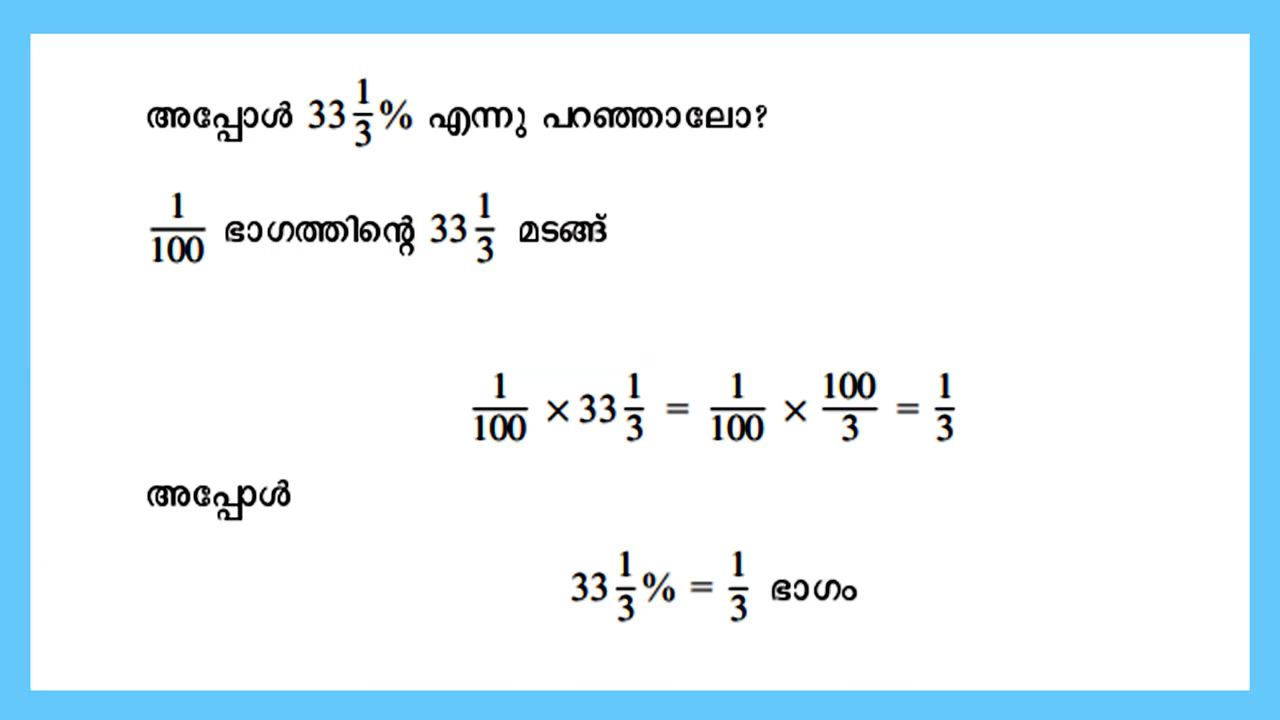 അപ്പോൾ 33 1/3 % എന്നു പറഞ്ഞാലോ?
1/100 ഭാഗത്തിന്റെ 33 1/3 മടങ്ങ്
1/100 × 33 1/3 = 1/100 × 100/3 = 1/3
അപ്പോൾ
33 1/3 % = 1/3 ഭാഗം